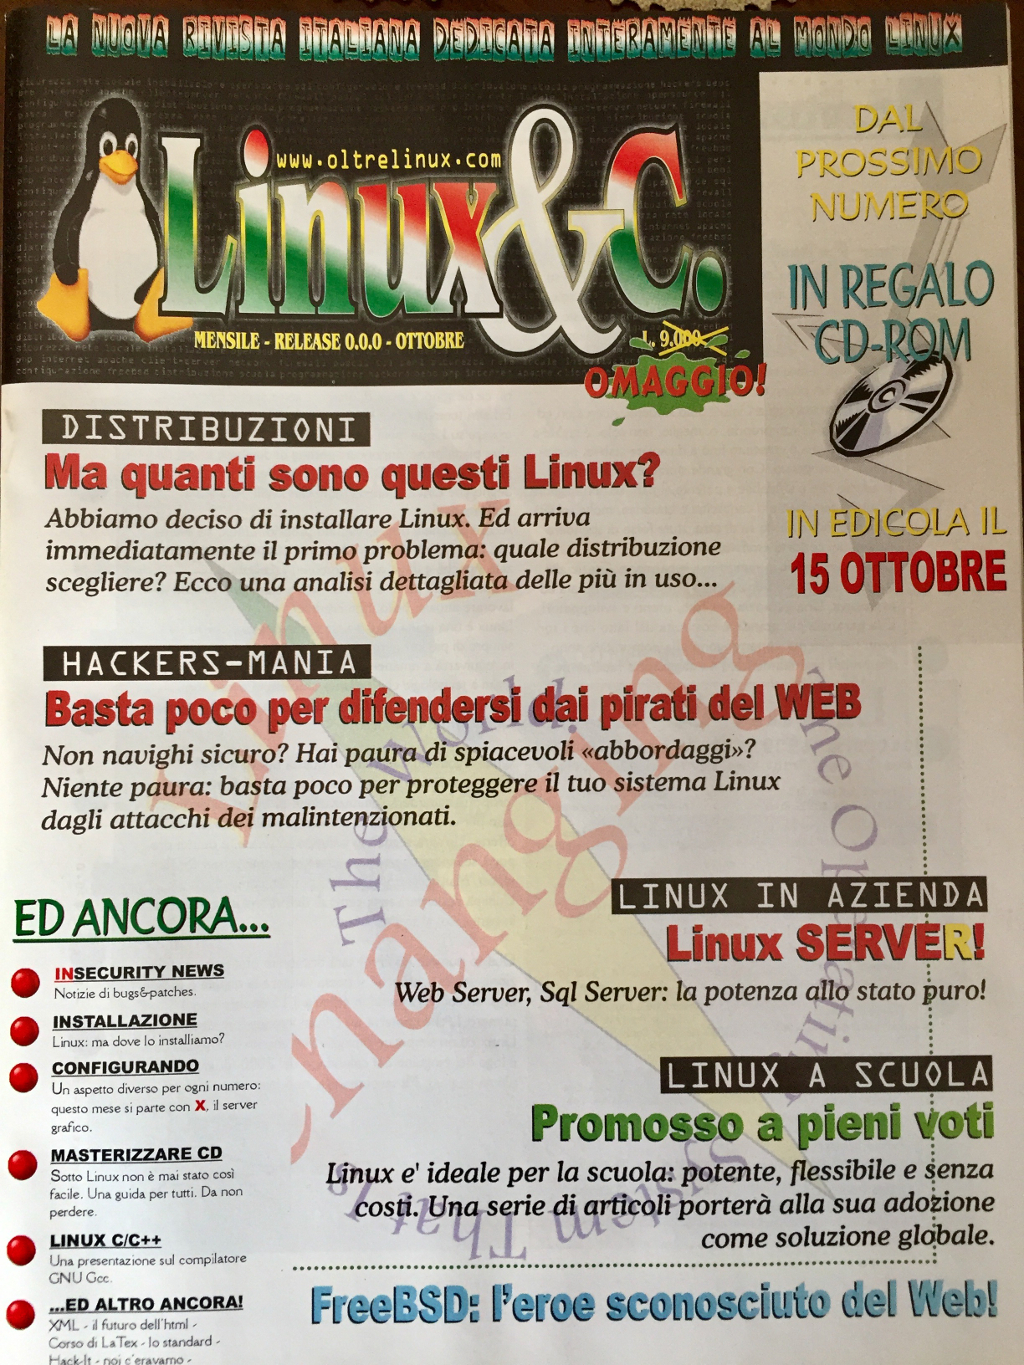 LA NUOVA RIVISTA ITALIANA DEDICATA INTERAMENTE AL MONDO LINUX
www.oltrelinux.com
Linux&C.
MENSILE - RELEASE 0.0.0 - OTTOBRE
L. 9.000
OMAGGIO!
DAL
PROSSIMO
NUMERO
IN REGALO
CD-ROM
IN EDICOLA IL
15 OTTOBRE
DISTRIBUZIONI
Ma quanti sono questi Linux?
Abbiamo deciso di installare Linux. Ed arriva
immediatamente il primo problema: quale distribuzione
scegliere? Ecco una analisi dettagliata delle più in uso...
HACKERS-MANIA
Basta poco per difendersi dai pirati del WEB
Non navighi sicuro? Hai paura di spiacevoli «abbordaggi»?
Niente paura: basta poco per proteggere il tuo sistema Linux
dagli attacchi dei malintenzionati.
LINUX IN AZIENDA
Linux SERVER!
Web Server, Sql Server: la potenza allo stato puro!
LINUX A SCUOLA
Promosso a pieni voti
Linux e' ideale per la scuola: potente, flessibile e senza
costi. Una serie di articoli porterà alla sua adozione
come soluzione globale.
FreeBSD: l'eroe sconosciuto del Web!
ED ANCORA...
INSECURITY NEWS
Notizie di bugs&patches.
INSTALLAZIONE
Linux: ma dove lo installiamo?
CONFIGURANDO
Un aspetto diverso per ogni numero:
questo mese si parte con X, il server
grafico.
MASTERIZZARE CD
Sotto Linux non è mai stato così
facile. Una guida per tutti. Da non
perdere.
LINUX C/C++
Una presentazione sul compilatore
GNU Gcc.
...ED ALTRO ANCORA!
XML - il futuro dell'html -
Corso di LaTex - lo standard -
Hack-It - noi c'eravamo -
Linux
The Operating
System That Is
Changing
The World.